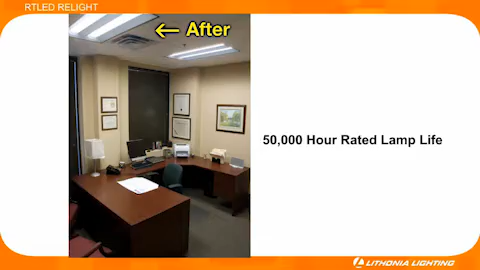 RTLED RELIGHT
← After
50,000 Hour Rated Lamp Life
LITHONIA LIGHTING